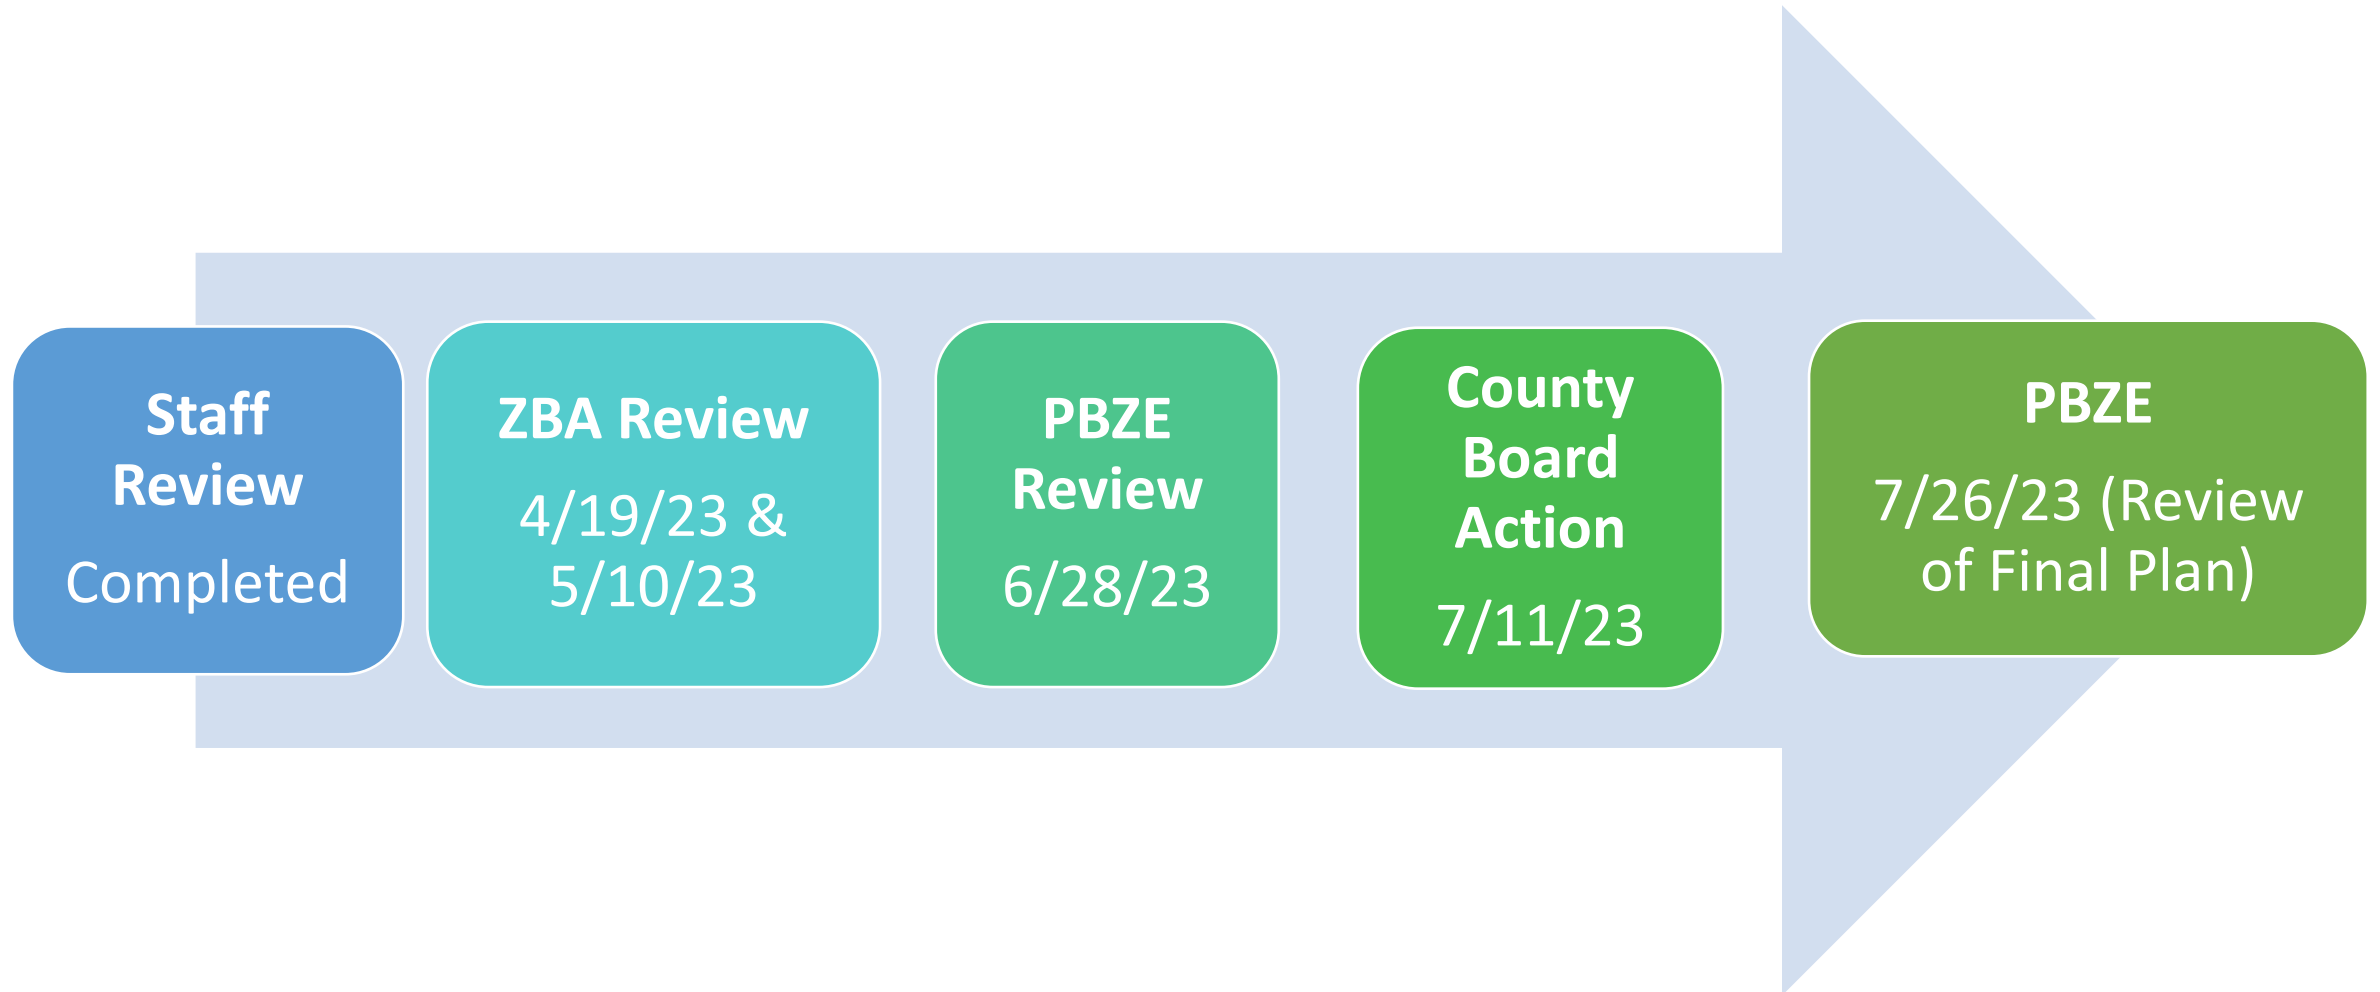 Staff
Review
Completed
ZBA Review
4/19/23 &
5/10/23
PBZE
Review
6/28/23
County
Board
Action
7/11/23
PBZE
7/26/23 (Review
of Final Plan)